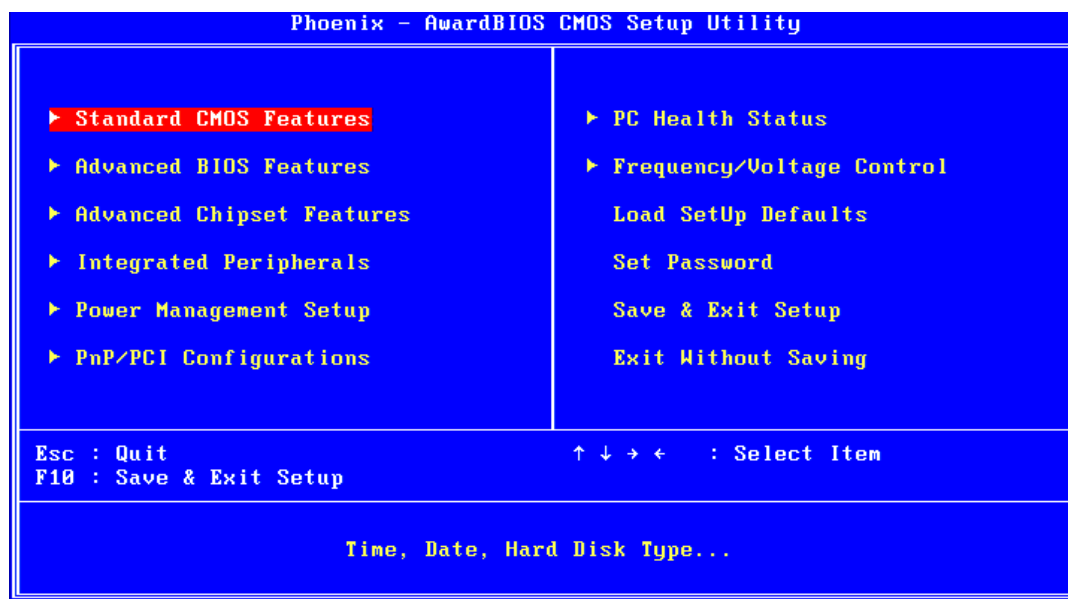 Phoenix - AwardBIOS CMOS Setup Utility
▶ Standard CMOS Features
▶ Advanced BIOS Features
▶ Advanced Chipset Features
▶ Integrated Peripherals
▶ Power Management Setup
▶ PnP/PCI Configurations
▶ PC Health Status
▶ Frequency/Voltage Control
Load SetUp Defaults
Set Password
Save & Exit Setup
Exit Without Saving
Esc : Quit
F10 : Save & Exit Setup
↑ ↓ → ← : Select Item
Time, Date, Hard Disk Type...